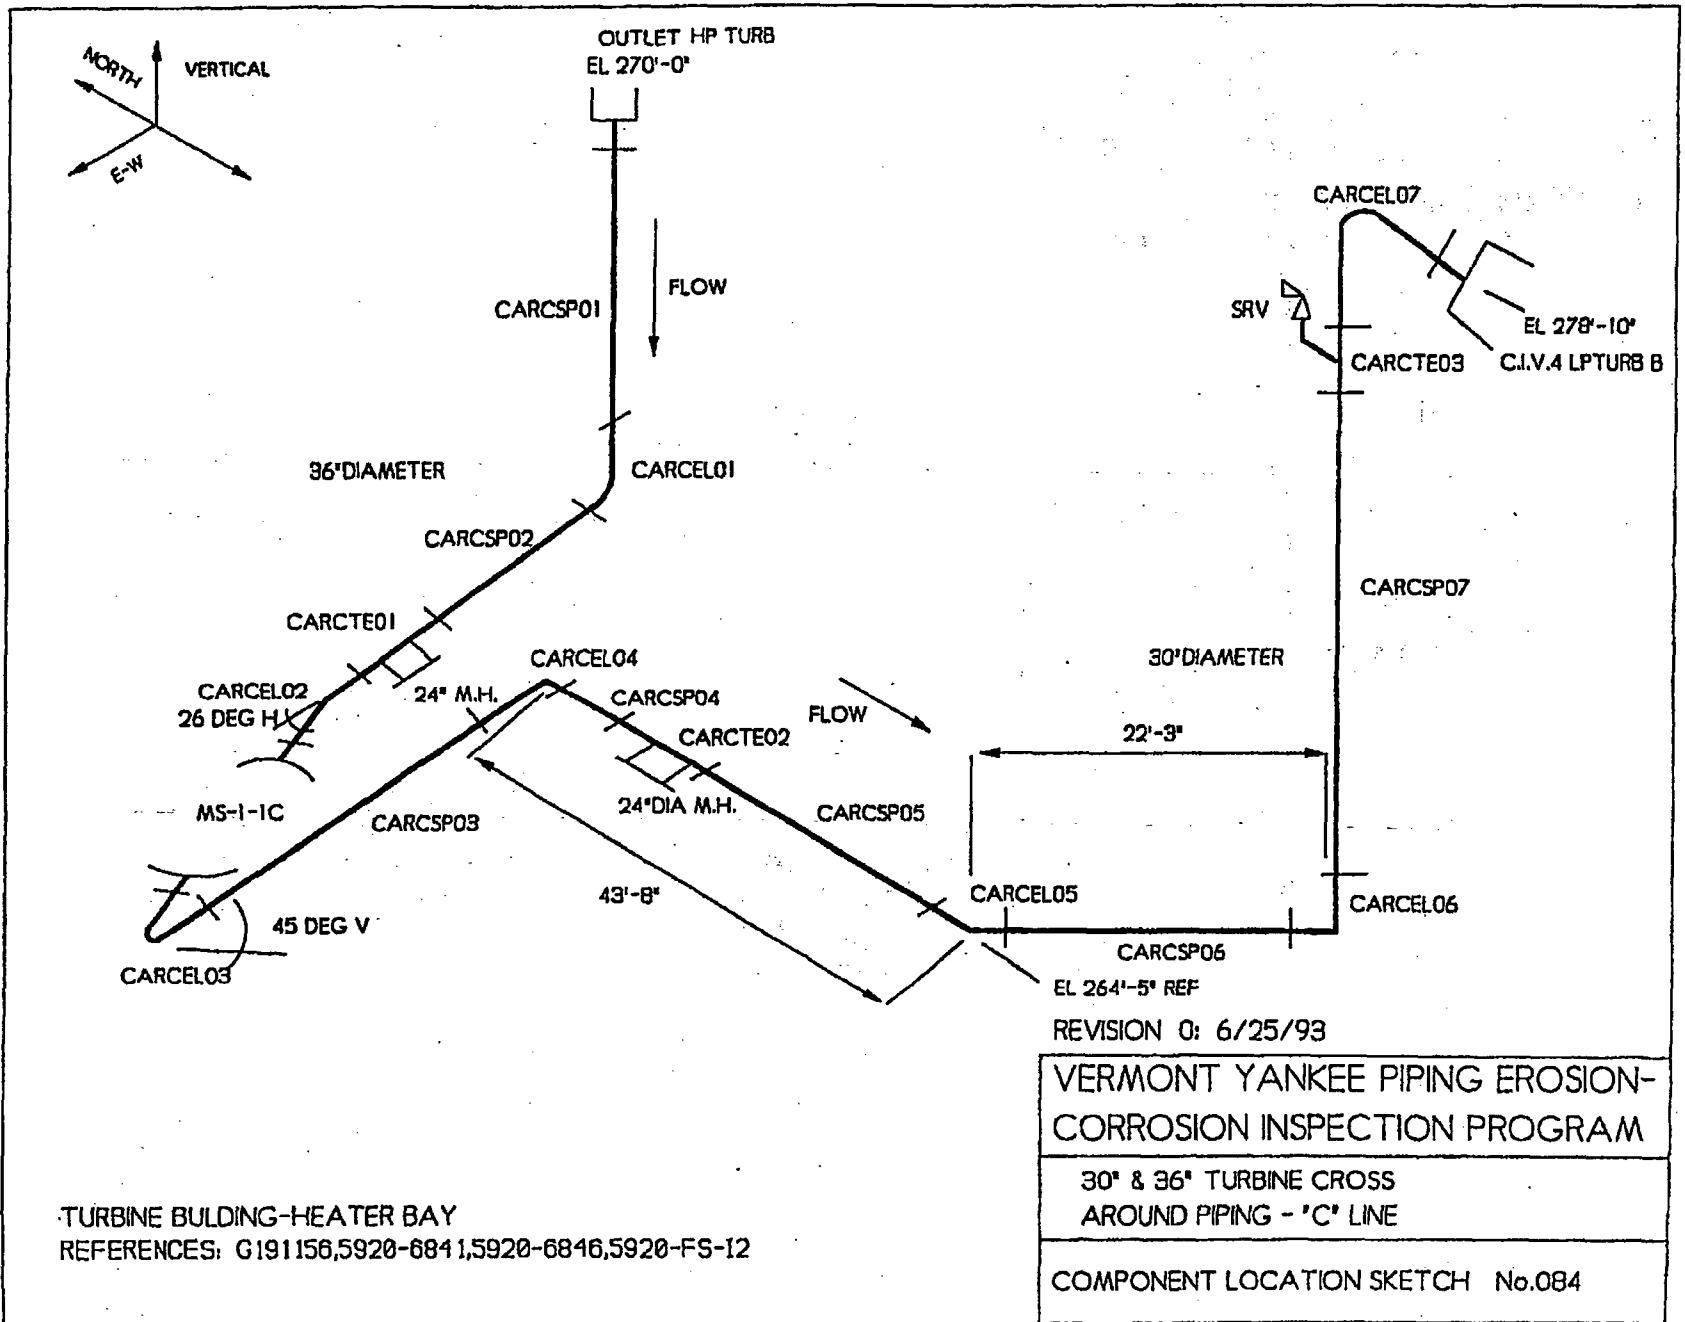 OUTLET HP TURB
EL 270'-0"
NORTH
VERTICAL
E-W
CARCEL07
FLOW
CARCSP01
SRV
EL 278'-10"
CARCTE03
C.I.V.4 LPTURB B
36"DIAMETER
CARCEL01
CARCSP02
CARCSP07
CARCTE01
CARCEL04
30"DIAMETER
CARCEL02
26 DEG H
24" M.H.
CARCSP04
FLOW
CARCTE02
22'-3"
MS-1-1C
CARCSP03
24"DIA M.H.
CARCSP05
43'-8"
CARCEL05
CARCEL06
45 DEG V
CARCEL03
CARCSP06
EL 264'-5" REF
REVISION 0: 6/25/93
VERMONT YANKEE PIPING EROSION-
CORROSION INSPECTION PROGRAM
30" & 36" TURBINE CROSS
AROUND PIPING - "C" LINE
TURBINE BULDING-HEATER BAY
REFERENCES: G191156,5920-6841,5920-6846,5920-FS-I2
COMPONENT LOCATION SKETCH No.084